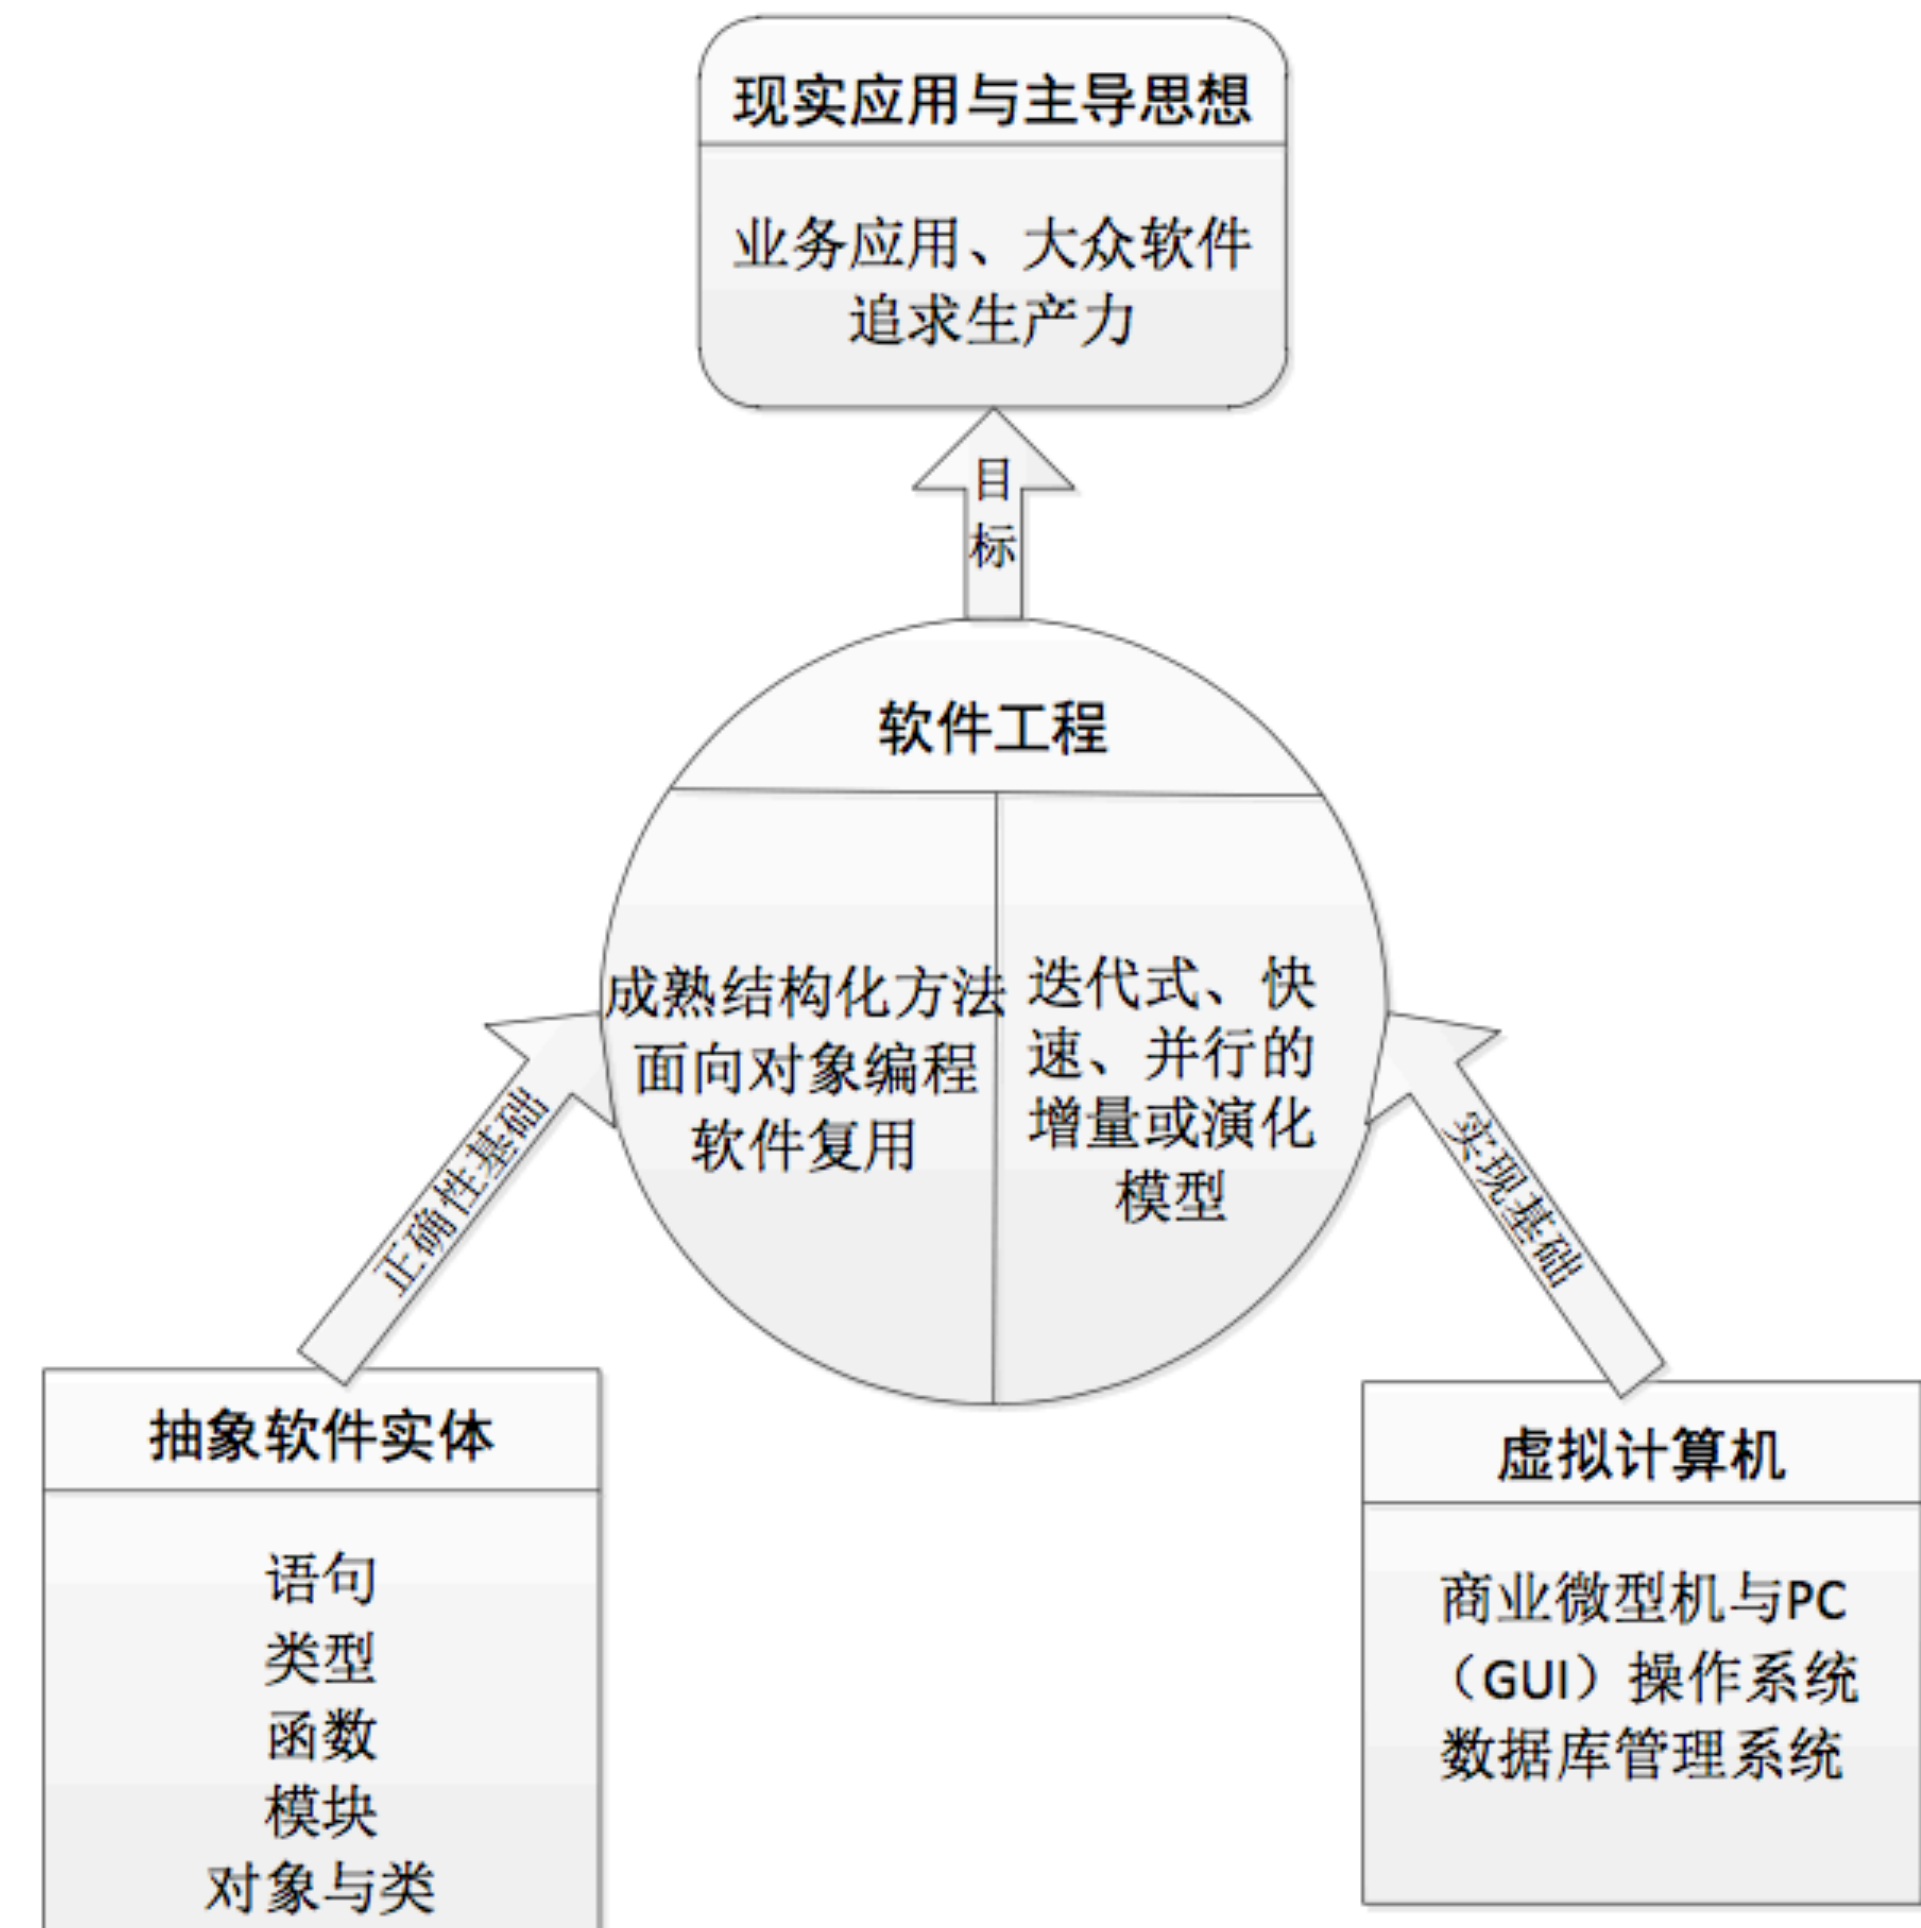 现实应用与主导思想
业务应用、大众软件
追求生产力
目
标
软件工程
成熟结构化方法
面向对象编程
软件复用
迭代式、快
速、并行的
增量或演化
模型
正确性基础
实现基础
抽象软件实体
语句
类型
函数
模块
对象与类
虚拟计算机
商业微型机与PC
（GUI）操作系统
数据库管理系统